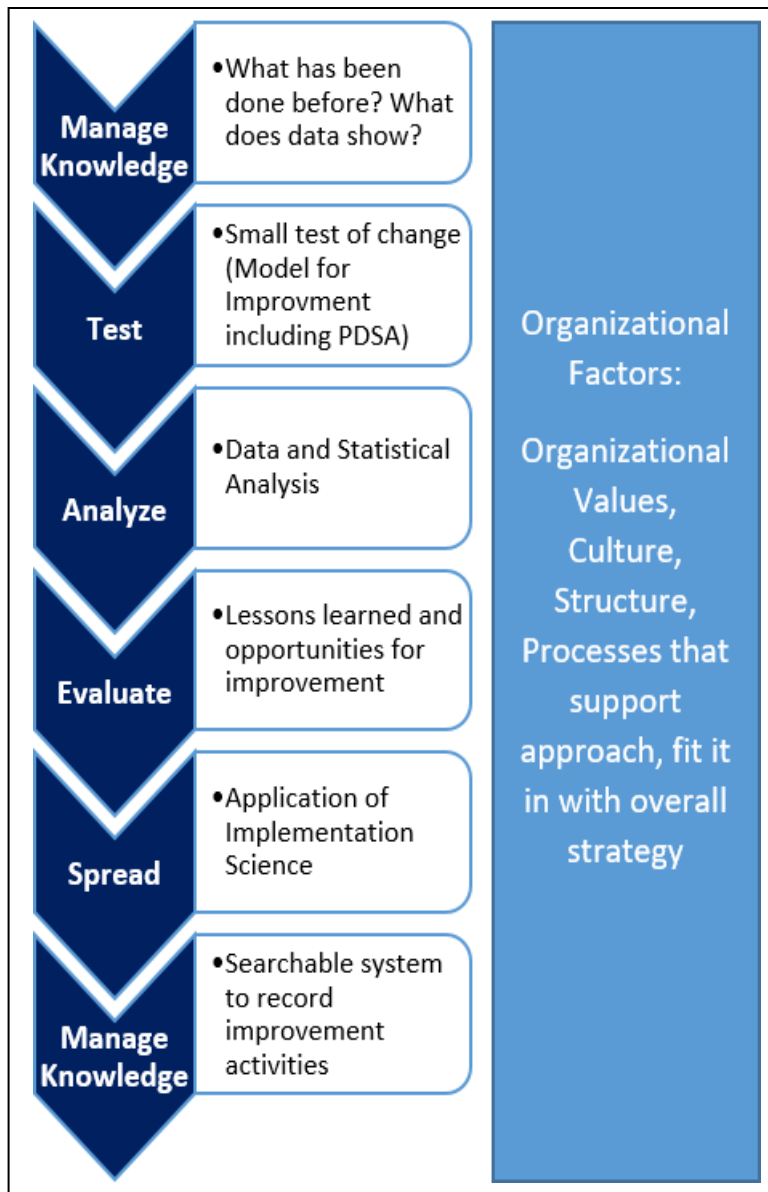 Manage
Knowledge
•What has been
done before? What
does data show?
Test
•Small test of change
(Model for
Improvment
including PDSA)
Analyze
•Data and Statistical
Analysis
Evaluate
•Lessons learned and
opportunities for
improvement
Spread
•Application of
Implementation
Science
Manage
Knowledge
•Searchable system
to record
improvement
activities
Organizational
Factors:
Organizational
Values,
Culture,
Structure,
Processes that
support
approach, fit it
in with overall
strategy